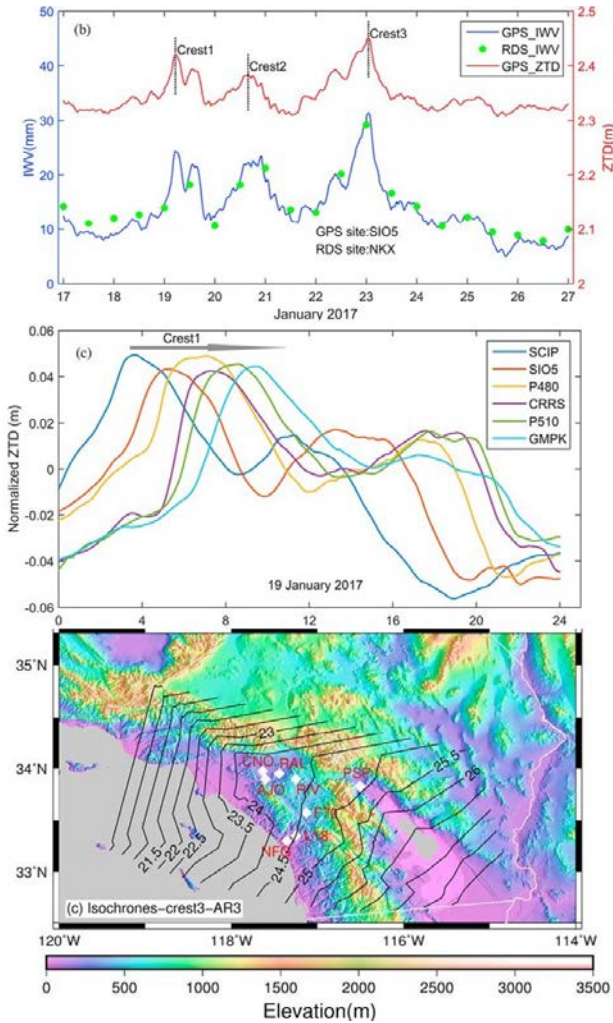 (b)
Crest1
Crest2
Crest3
GPS_IWV
RDS_IWV
GPS_ZTD
IWV(mm)
50
40
30
20
10
0
ZTD(m)
2.5
2.4
2.3
2.2
2.1
2
GPS site:SIO5
RDS site:NKX
17 18 19 20 21 22 23 24 25 26 27
January 2017
(c)
Crest1
SCIP
SIO5
P480
CRRS
P510
GMPK
Normalized ZTD (m)
0.06
0.04
0.02
0
-0.02
-0.04
-0.06
19 January 2017
0 4 8 12 16 20 24
35°N
34°N
33°N
23
CNO RAL
AJO RIV
PSP
F70
L18
NFG
21.5 22 22.5 23.5 24 24.5 25 25.5 26
(c) Isochrones-crest3-AR3
120°W 118°W 116°W 114°W
0 500 1000 1500 2000 2500 3000 3500
Elevation(m)